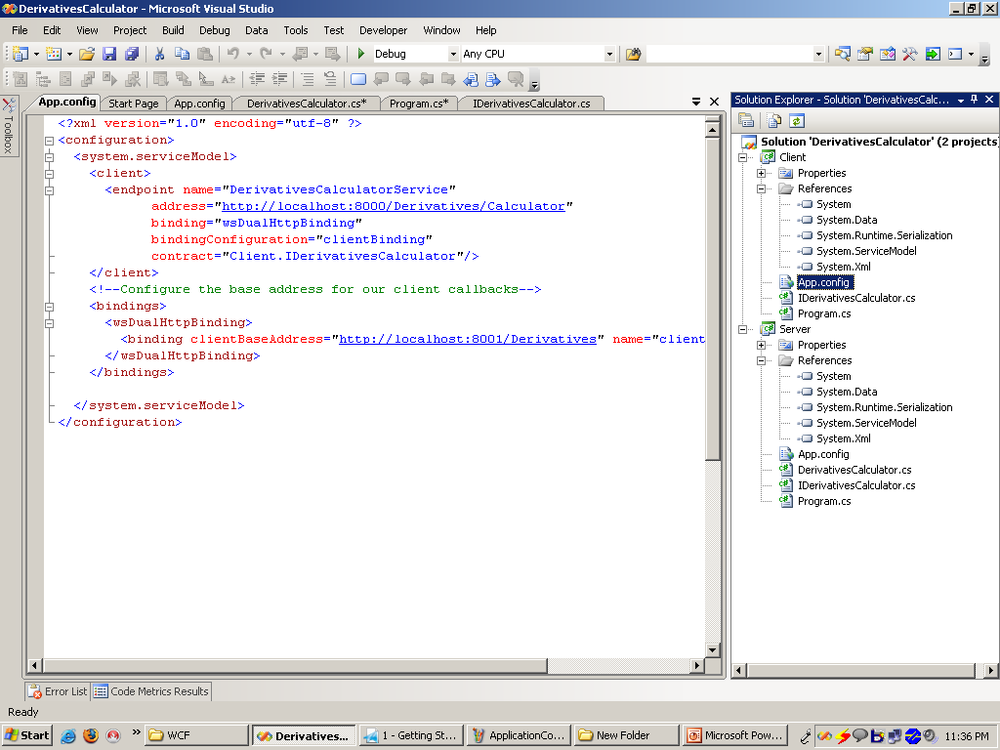 DerivativesCalculator - Microsoft Visual Studio
File Edit View Project Build Debug Data Tools Test Developer Window Help
Debug Any CPU
Toolbox
App.config Start Page App.config DerivativesCalculator.cs* Program.cs* IDerivativesCalculator.cs
<?xml version="1.0" encoding="utf-8" ?>
<configuration>
<system.serviceModel>
<client>
<endpoint name="DerivativesCalculatorService"
address="http://localhost:8000/Derivatives/Calculator"
binding="wsDualHttpBinding"
bindingConfiguration="clientBinding"
contract="Client.IDerivativesCalculator"/>
</client>
<!--Configure the base address for our client callbacks-->
<bindings>
<wsDualHttpBinding>
<binding clientBaseAddress="http://localhost:8001/Derivatives" name="client
</wsDualHttpBinding>
</bindings>
</system.serviceModel>
</configuration>
Solution Explorer - Solution 'DerivativesCalc...
Solution 'DerivativesCalculator' (2 projects
Client
Properties
References
System
System.Data
System.Runtime.Serialization
System.ServiceModel
System.Xml
App.config
IDerivativesCalculator.cs
Program.cs
Server
Properties
References
System
System.Data
System.Runtime.Serialization
System.ServiceModel
System.Xml
App.config
DerivativesCalculator.cs
IDerivativesCalculator.cs
Program.cs
Error List Code Metrics Results
Ready
Start WCF Derivatives... 1 - Getting St... ApplicationCo... New Folder Microsoft Pow... 11:36 PM